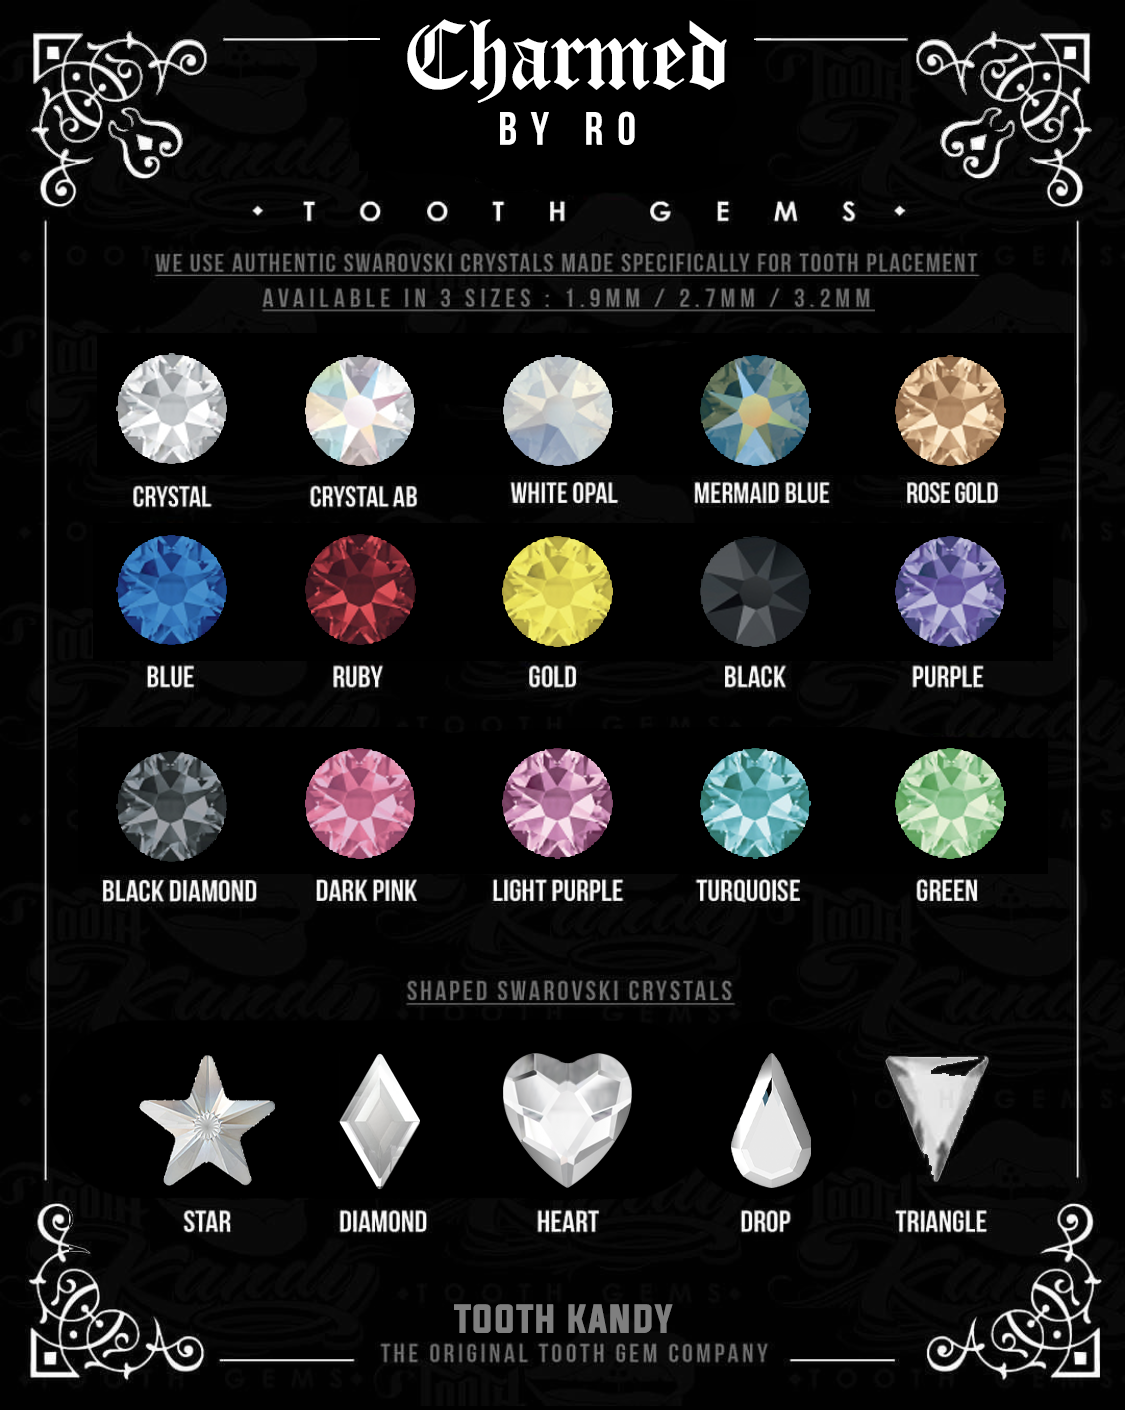 Charmed
BY RO
TOOTH GEMS
WE USE AUTHENTIC SWAROVSKI CRYSTALS MADE SPECIFICALLY FOR TOOTH PLACEMENT
AVAILABLE IN 3 SIZES : 1.9MM / 2.7MM / 3.2MM
CRYSTAL CRYSTAL AB WHITE OPAL MERMAID BLUE ROSE GOLD
BLUE RUBY GOLD BLACK PURPLE
BLACK DIAMOND DARK PINK LIGHT PURPLE TURQUOISE GREEN
SHAPED SWAROVSKI CRYSTALS
STAR DIAMOND HEART DROP TRIANGLE
TOOTH KANDY
THE ORIGINAL TOOTH GEM COMPANY